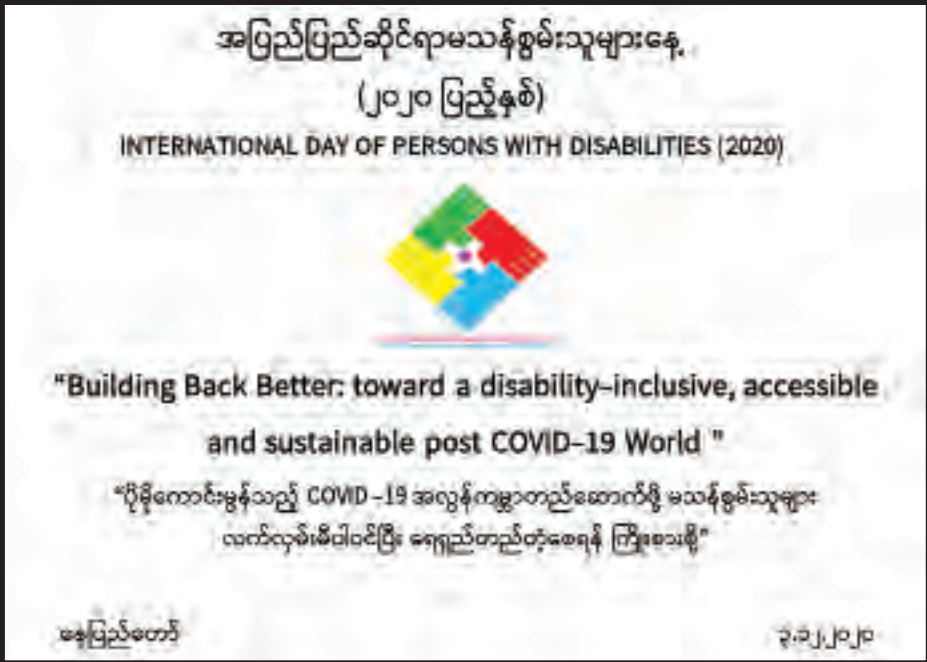 အပြည်ပြည်ဆိုင်ရာမသန်စွမ်းသူများနေ့
(၂၀၂၀ ပြည့်နှစ်)
INTERNATIONAL DAY OF PERSONS WITH DISABILITIES (2020)
"Building Back Better: toward a disability-inclusive, accessible
and sustainable post COVID-19 World "
"ပိုမိုကောင်းမွန်သည့် COVID -19 အလွန်ကမ္ဘာတည်ဆောက်ဖို့ မသန်စွမ်းသူများ
လက်လှမ်းမီပါဝင်ပြီး ရေရှည်တည်တံ့စေရန် ကြိုးစားစို့"
နေပြည်တော်
၃.၁၂.၂၀၂၀